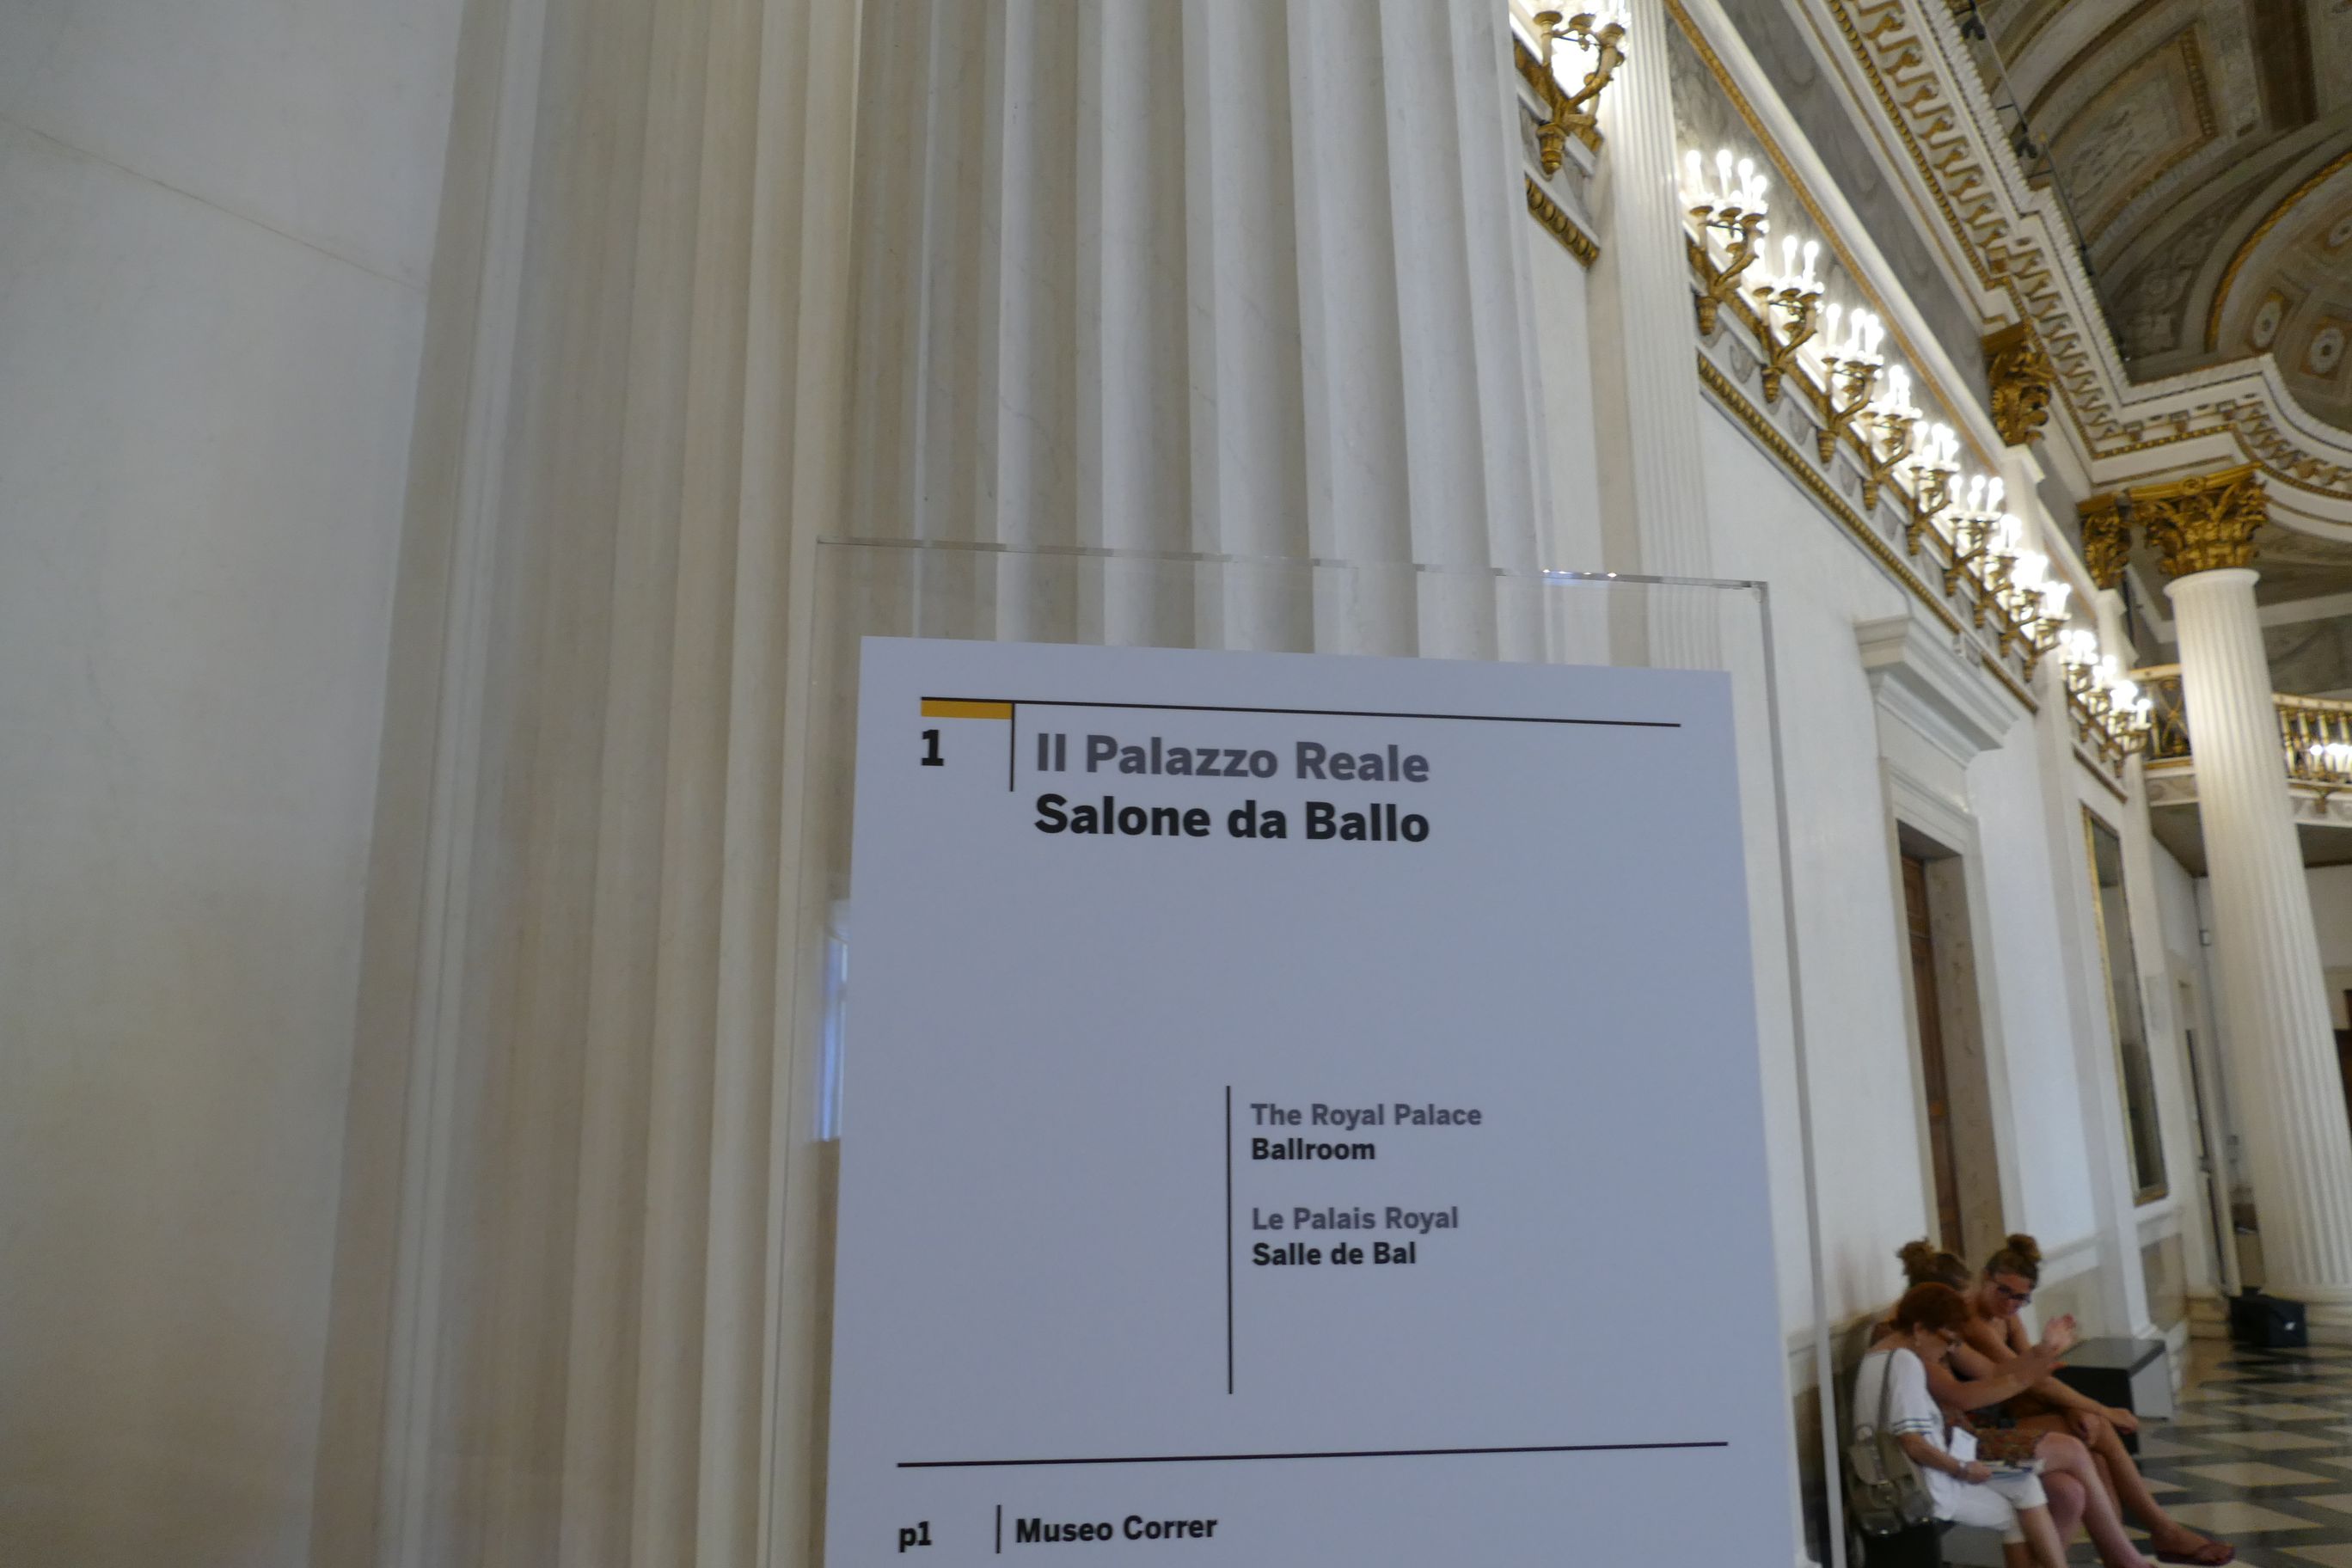 1
Il Palazzo Reale
Salone da Ballo
The Royal Palace
Ballroom
Le Palais Royal
Salle de Bal
p1
Museo Correr